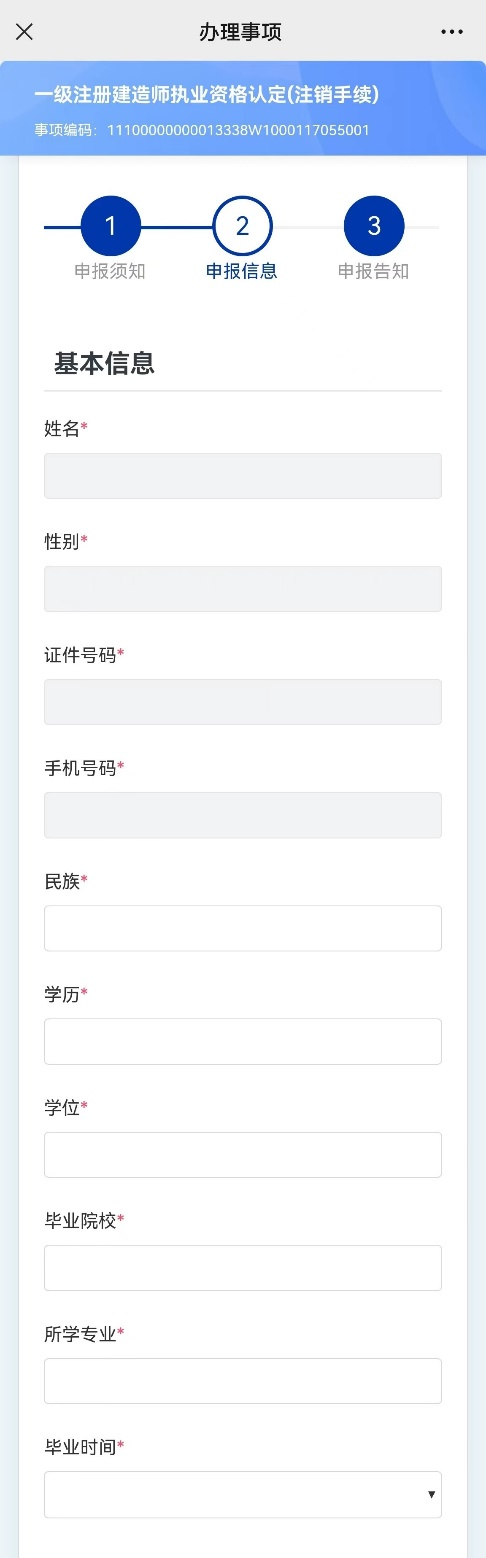 办理事项
一级注册建造师执业资格认定(注销手续)
事项编码：11100000000013338W1000117055001
1
2
3
申报须知
申报信息
申报告知
基本信息
姓名*
性别*
证件号码*
手机号码*
民族*
学历*
学位*
毕业院校*
所学专业*
毕业时间*